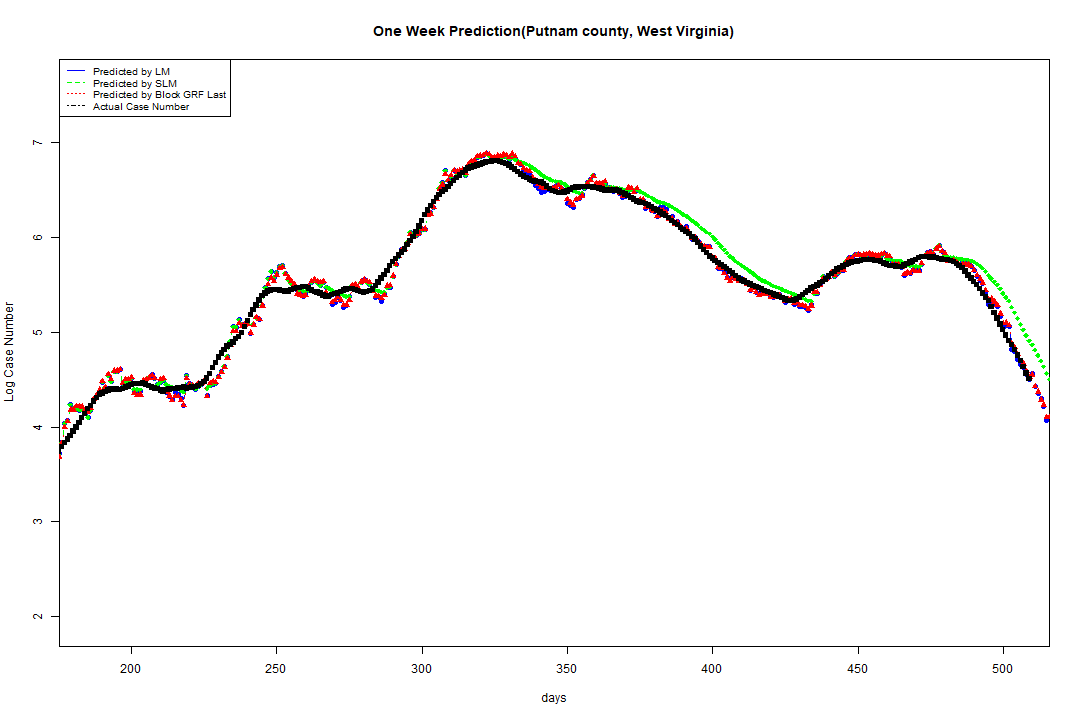 One Week Prediction(Putnam county, West Virginia)
Predicted by LM
Predicted by SLM
Predicted by Block GRF Last
Actual Case Number
7
6
5
4
3
2
Log Case Number
200 250 300 350 400 450 500
days